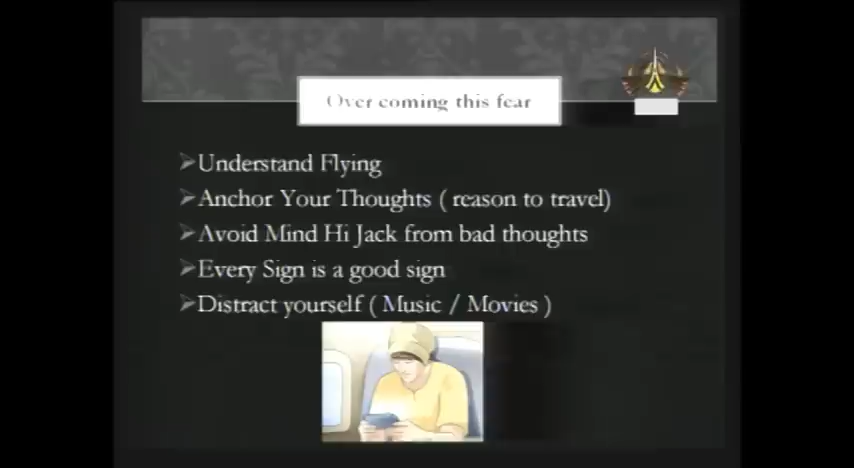 Over coming this fear
Understand Flying
Anchor Your Thoughts ( reason to travel)
Avoid Mind Hi Jack from bad thoughts
Every Sign is a good sign
Distract yourself ( Music / Movies )